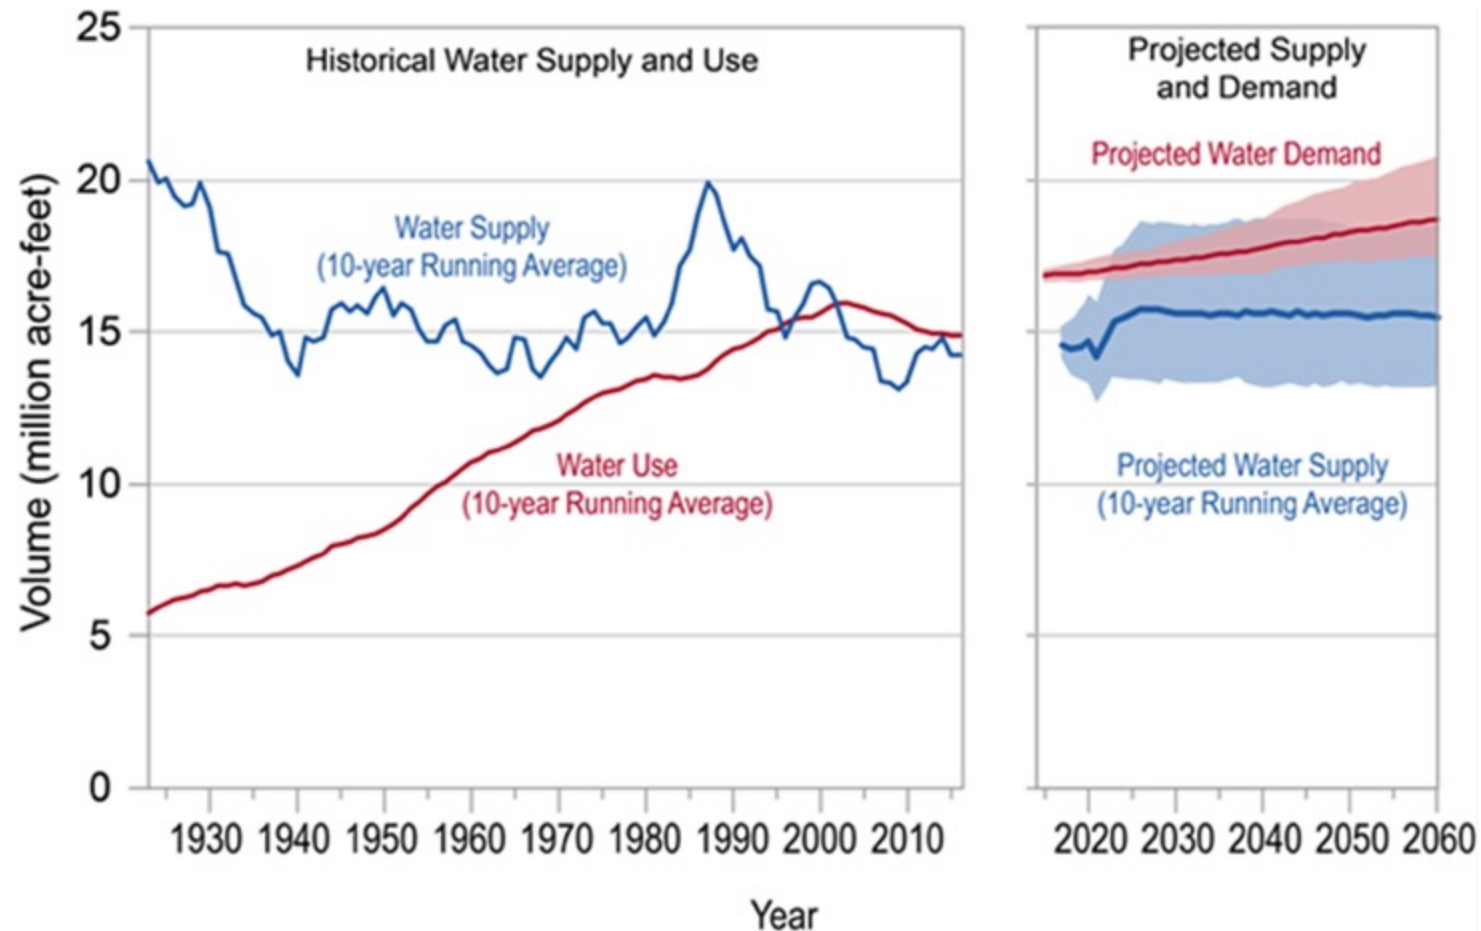 25
20
15
10
5
0
Volume (million acre-feet)
Historical Water Supply and Use
Water Supply
(10-year Running Average)
Water Use
(10-year Running Average)
1930 1940 1950 1960 1970 1980 1990 2000 2010
Projected Supply
and Demand
Projected Water Demand
Projected Water Supply
(10-year Running Average)
2020 2030 2040 2050 2060
Year